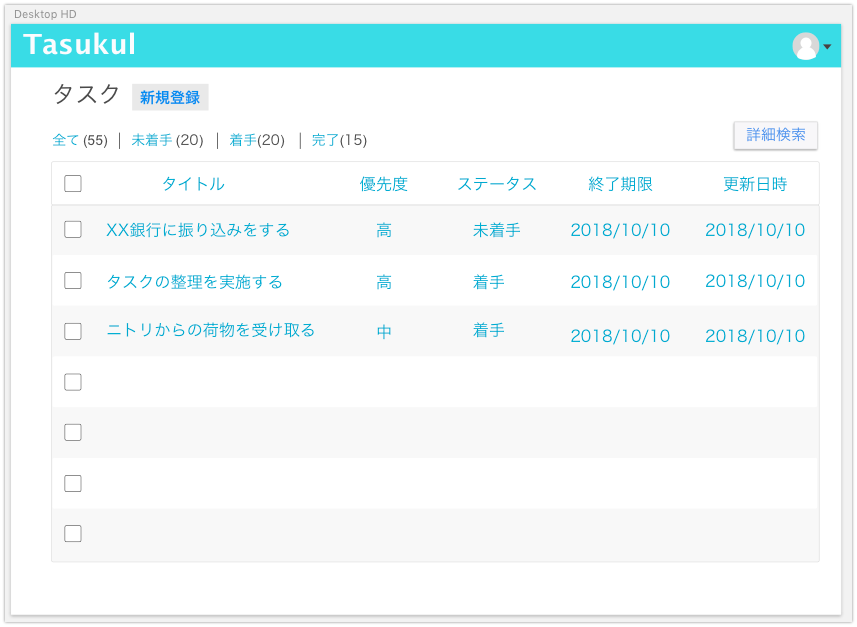 Desktop HD
Tasukul
タスク 新規登録
全て (55) | 未着手 (20) | 着手(20) | 完了(15)
詳細検索
タイトル 優先度 ステータス 終了期限 更新日時
XX銀行に振り込みをする 高 未着手 2018/10/10 2018/10/10
タスクの整理を実施する 高 着手 2018/10/10 2018/10/10
ニトリからの荷物を受け取る 中 着手 2018/10/10 2018/10/10